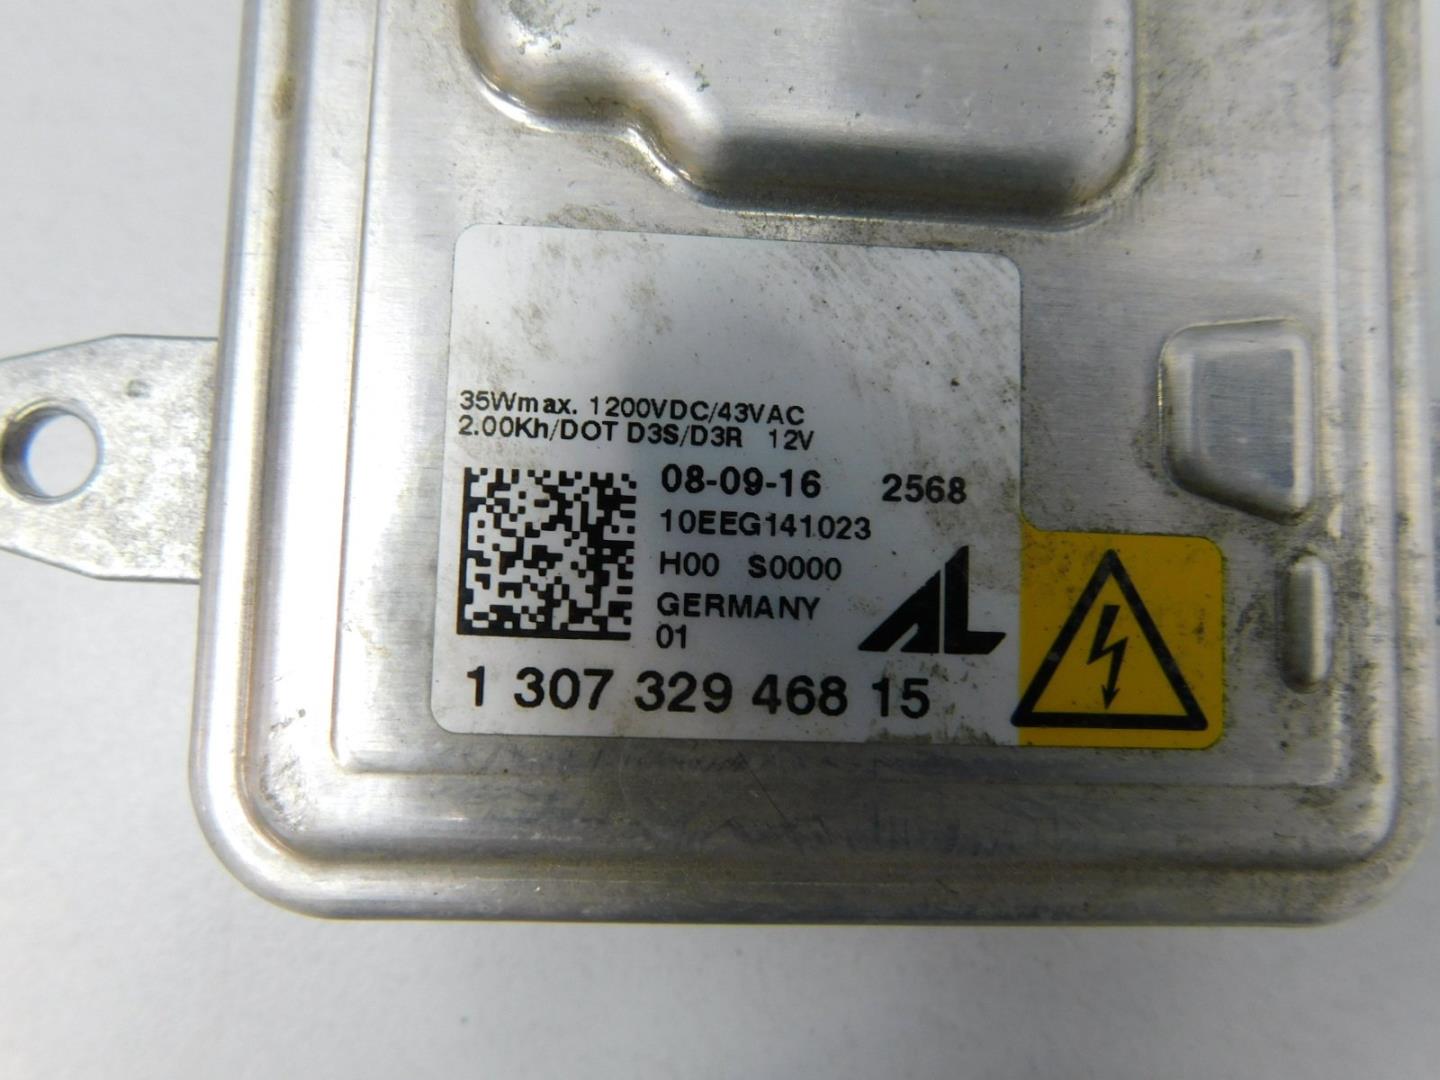 35Wmax. 1200VDC/43VAC
2.00Kh/DOT D3S/D3R 12V
08-09-16 2568
10EEG141023
H00 S0000
GERMANY
01
AL
1 307 329 468 15